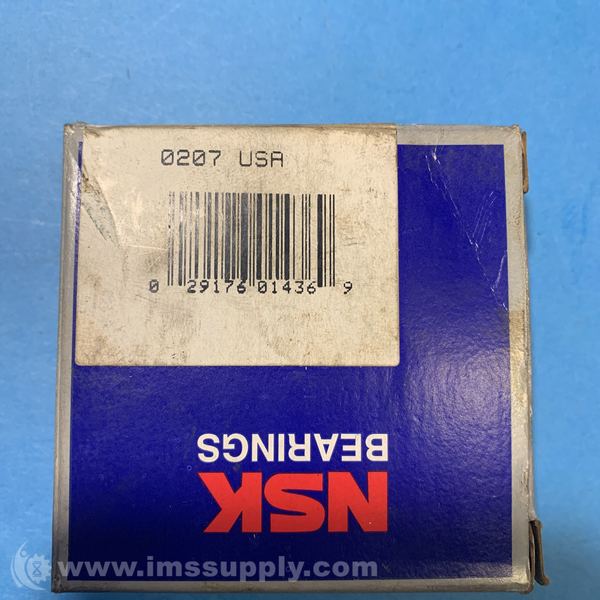 0207 USA
0 29176 01436 9
BEARINGS
NSK
www.imssupply.com